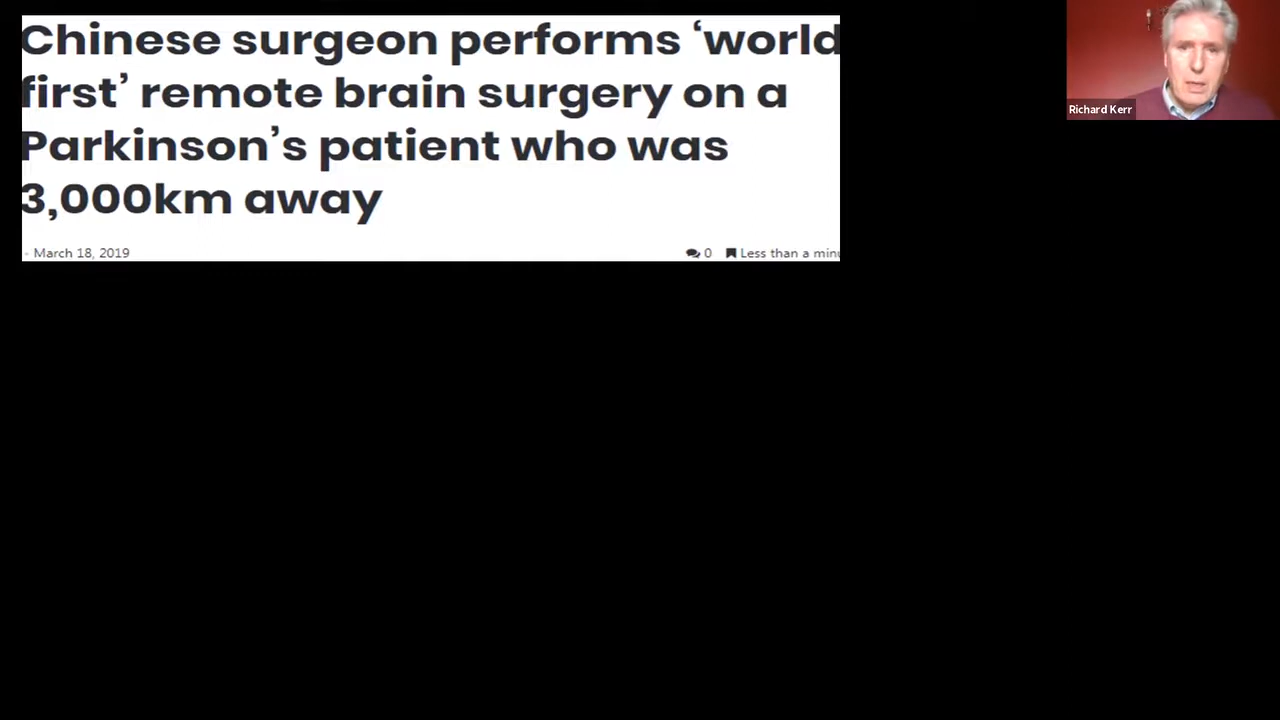 Chinese surgeon performs ‘world
first’ remote brain surgery on a
Parkinson’s patient who was
3,000km away
- March 18, 2019
0 Less than a minu
Richard Kerr